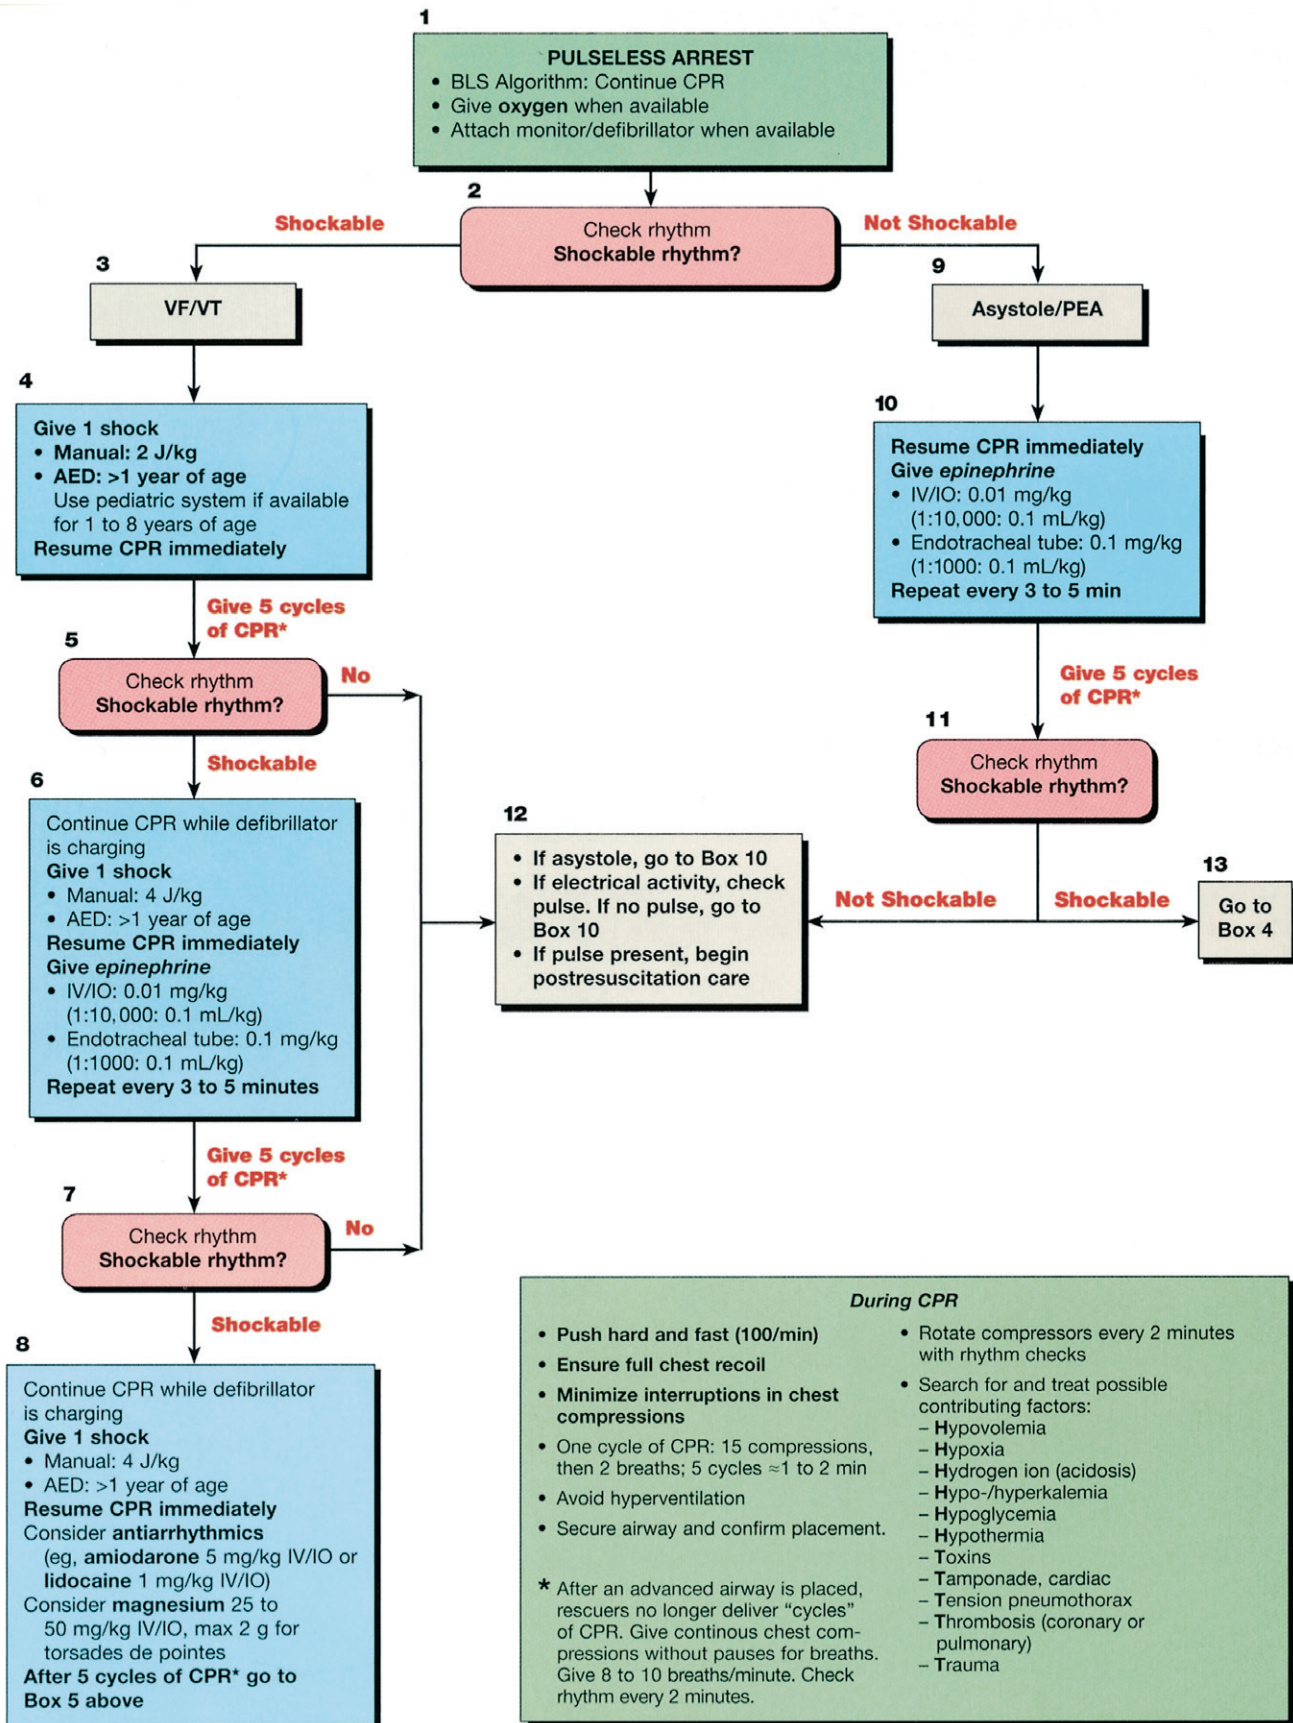 1
PULSELESS ARREST
• BLS Algorithm: Continue CPR
• Give oxygen when available
• Attach monitor/defibrillator when available
2
Check rhythm
Shockable rhythm?
Shockable
Not Shockable
3
VF/VT
9
Asystole/PEA
4
Give 1 shock
• Manual: 2 J/kg
• AED: >1 year of age
Use pediatric system if available
for 1 to 8 years of age
Resume CPR immediately
Give 5 cycles
of CPR*
5
Check rhythm
Shockable rhythm?
No
Shockable
6
Continue CPR while defibrillator
is charging
Give 1 shock
• Manual: 4 J/kg
• AED: >1 year of age
Resume CPR immediately
Give epinephrine
• IV/IO: 0.01 mg/kg
(1:10,000: 0.1 mL/kg)
• Endotracheal tube: 0.1 mg/kg
(1:1000: 0.1 mL/kg)
Repeat every 3 to 5 minutes
Give 5 cycles
of CPR*
7
Check rhythm
Shockable rhythm?
No
Shockable
8
Continue CPR while defibrillator
is charging
Give 1 shock
• Manual: 4 J/kg
• AED: >1 year of age
Resume CPR immediately
Consider antiarrhythmics
(eg, amiodarone 5 mg/kg IV/IO or
lidocaine 1 mg/kg IV/IO)
Consider magnesium 25 to
50 mg/kg IV/IO, max 2 g for
torsades de pointes
After 5 cycles of CPR* go to
Box 5 above
10
Resume CPR immediately
Give epinephrine
• IV/IO: 0.01 mg/kg
(1:10,000: 0.1 mL/kg)
• Endotracheal tube: 0.1 mg/kg
(1:1000: 0.1 mL/kg)
Repeat every 3 to 5 min
Give 5 cycles
of CPR*
11
Check rhythm
Shockable rhythm?
Not Shockable
Shockable
12
• If asystole, go to Box 10
• If electrical activity, check
pulse. If no pulse, go to
Box 10
• If pulse present, begin
postresuscitation care
13
Go to
Box 4
During CPR
• Push hard and fast (100/min)
• Ensure full chest recoil
• Minimize interruptions in chest
compressions
• One cycle of CPR: 15 compressions,
then 2 breaths; 5 cycles ≈1 to 2 min
• Avoid hyperventilation
• Secure airway and confirm placement.
* After an advanced airway is placed,
rescuers no longer deliver “cycles”
of CPR. Give continous chest com-
pressions without pauses for breaths.
Give 8 to 10 breaths/minute. Check
rhythm every 2 minutes.
• Rotate compressors every 2 minutes
with rhythm checks
• Search for and treat possible
contributing factors:
– Hypovolemia
– Hypoxia
– Hydrogen ion (acidosis)
– Hypo-/hyperkalemia
– Hypoglycemia
– Hypothermia
– Toxins
– Tamponade, cardiac
– Tension pneumothorax
– Thrombosis (coronary or
pulmonary)
– Trauma